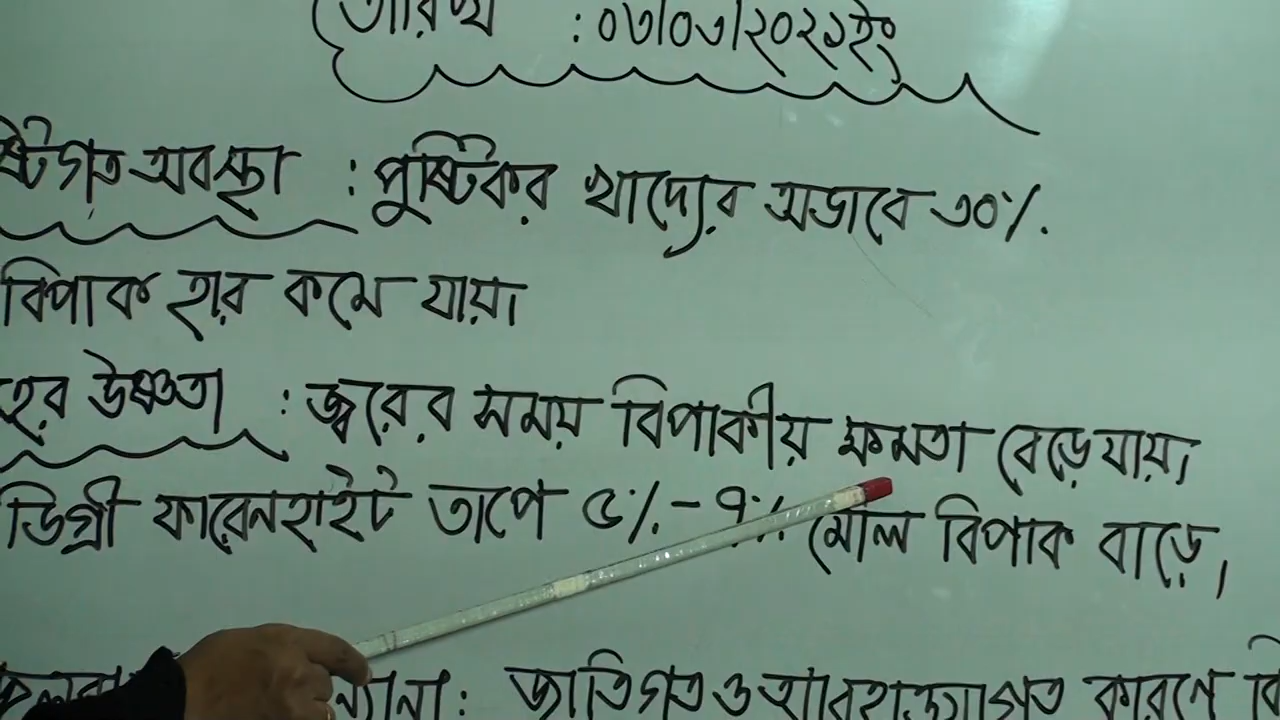 তারিখ : ০৩/০৩/২০২১ইং
ষ্টিগত অবস্থা : পুষ্টিকর খাদ্যের অভাবে ৩০%.
বিপাক হার কমে যায়।
হের উষ্ণতা : জ্বরের সময় বিপাকীয় ক্ষমতা বেড়ে যায়।
ডিগ্রী ফারেনহাইট তাপে ৫%.-৭% মৌল বিপাক বাড়ে।
জলবা ন্যান্য: জাতিগত ও আবহাওয়াগত কারণে বি